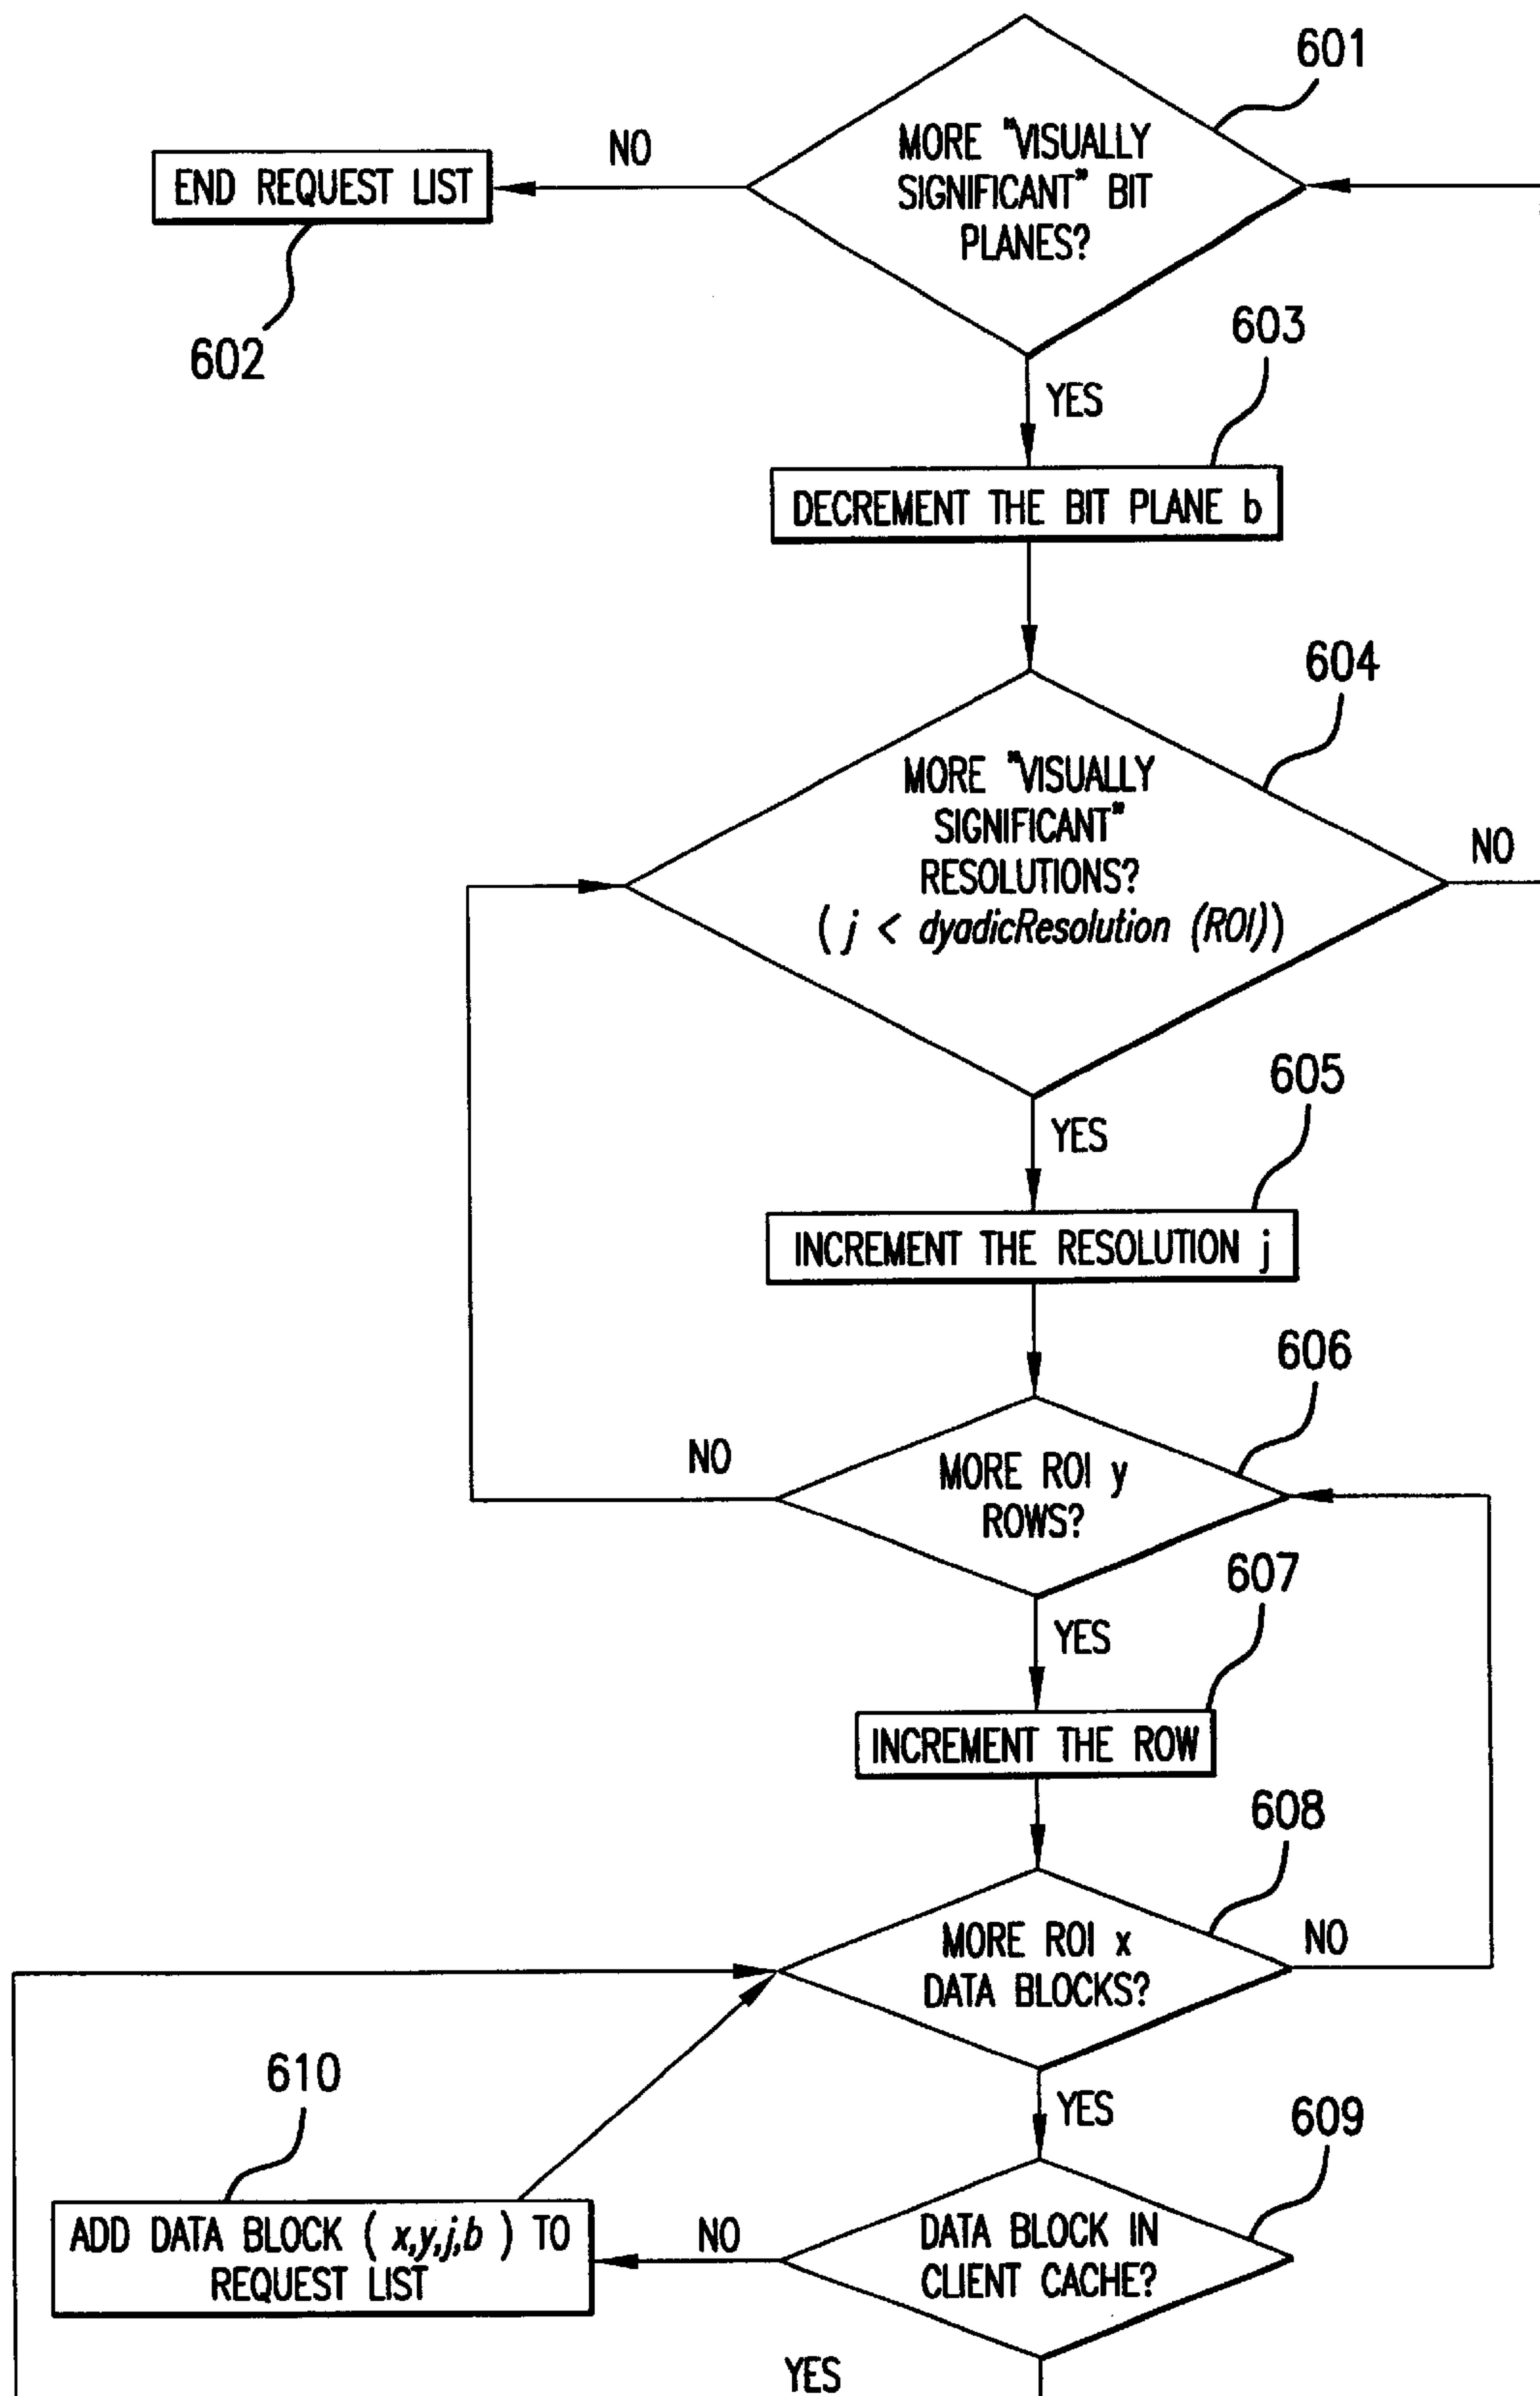 601
MORE "VISUALLY
SIGNIFICANT" BIT
PLANES?
NO
END REQUEST LIST
602
YES
603
DECREMENT THE BIT PLANE b
604
MORE "VISUALLY
SIGNIFICANT"
RESOLUTIONS?
( j < dyadicResolution (ROI))
NO
YES
605
INCREMENT THE RESOLUTION j
606
MORE ROI y
ROWS?
NO
YES
607
INCREMENT THE ROW
608
MORE ROI x
DATA BLOCKS?
NO
YES
609
610
DATA BLOCK IN
CLIENT CACHE?
NO
ADD DATA BLOCK ( x,y,j,b ) TO
REQUEST LIST
YES